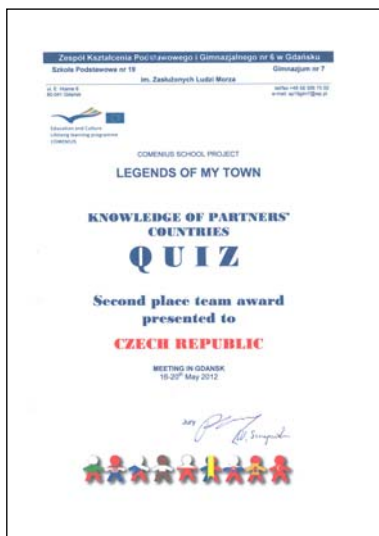 Zespół Kształcenia Podstawowego i Gimnazjalnego nr 6 w Gdańsku
Szkoła Podstawowa nr 19 Gimnazjum nr 7
im. Zasłużonych Ludzi Morza
Education and Culture
Lifelong learning programme
COMENIUS
COMENIUS SCHOOL PROJECT
LEGENDS OF MY TOWN
KNOWLEDGE OF PARTNERS'
COUNTRIES
QUIZ
Second place team award
presented to
CZECH REPUBLIC
MEETING IN GDANSK
16-20th May 2012
Jury